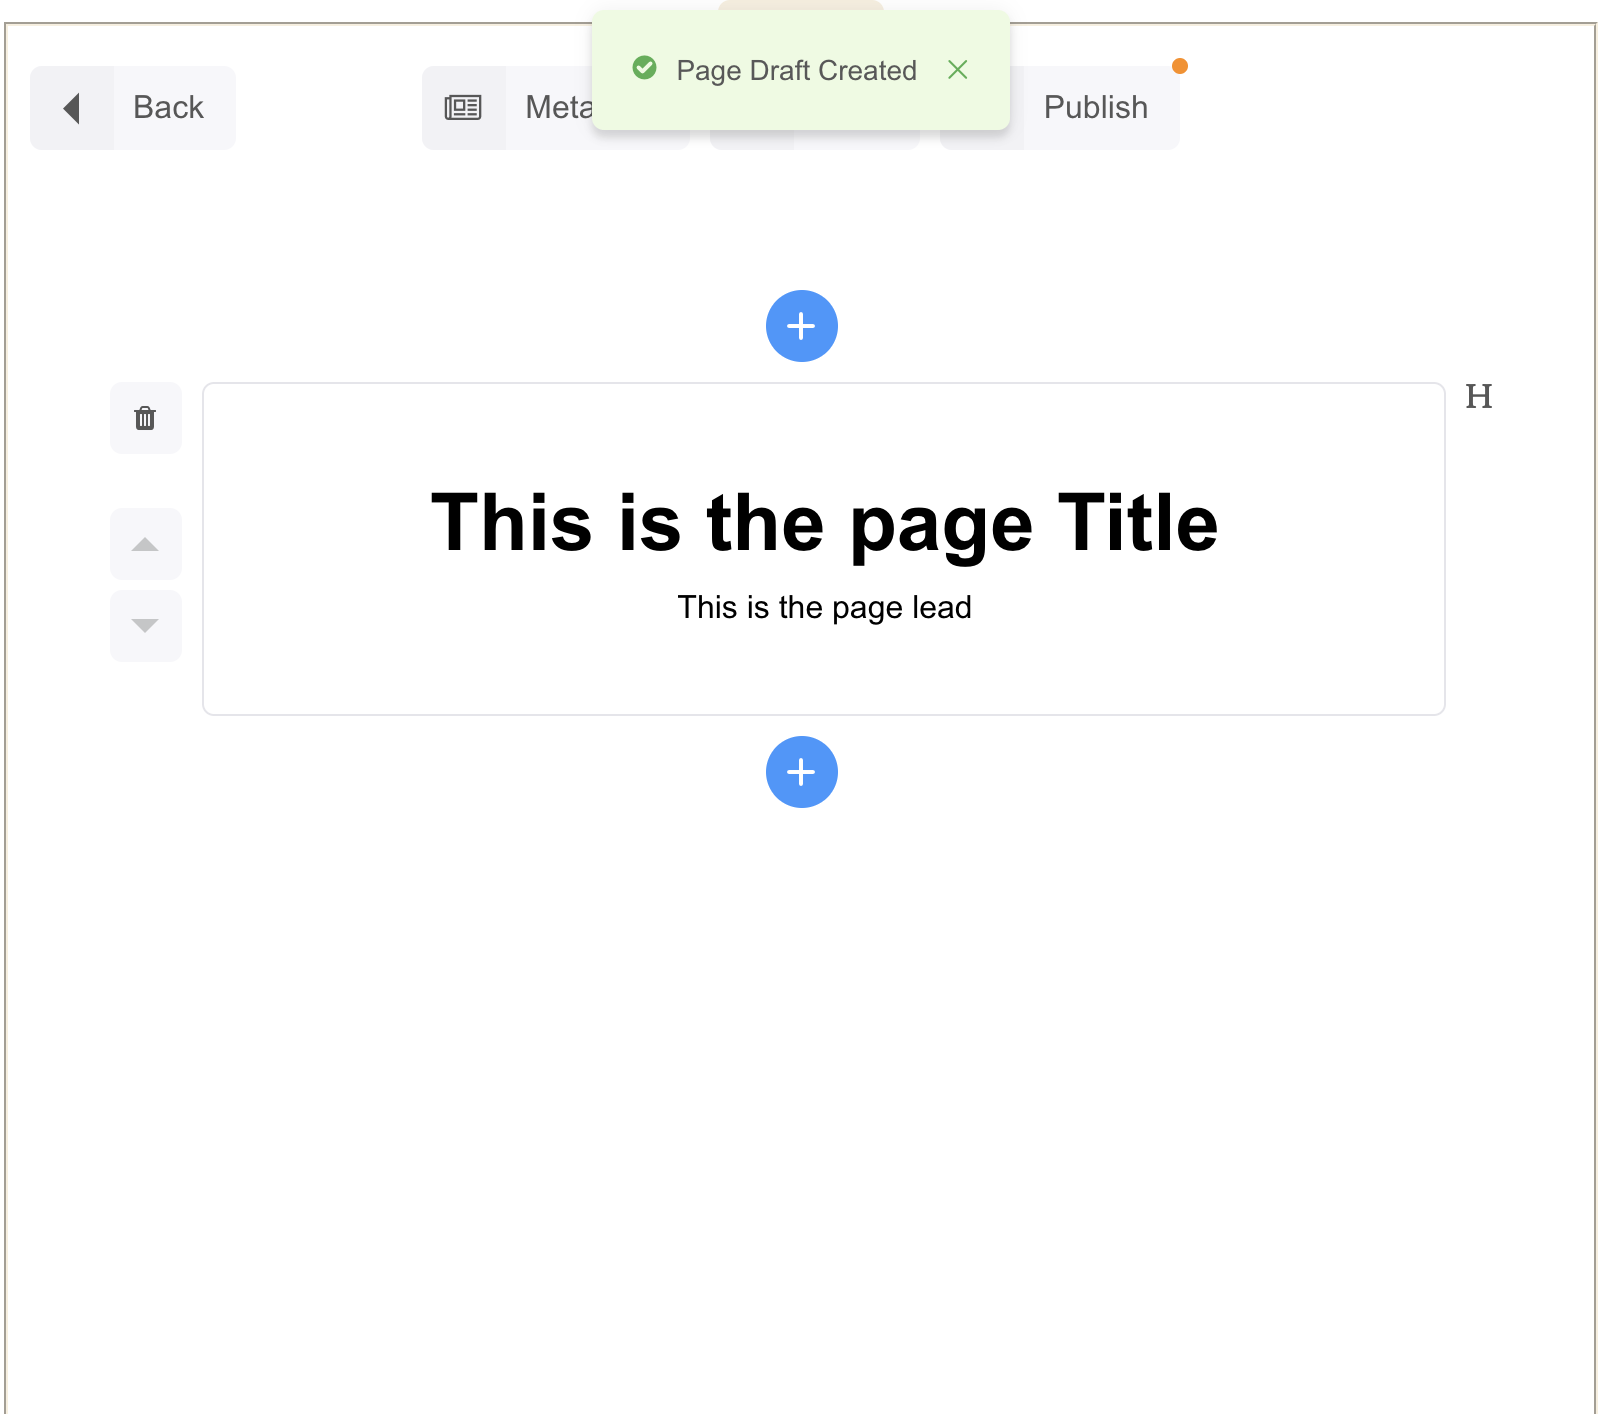 Page Draft Created
Back
Meta
Publish
H
This is the page Title
This is the page lead